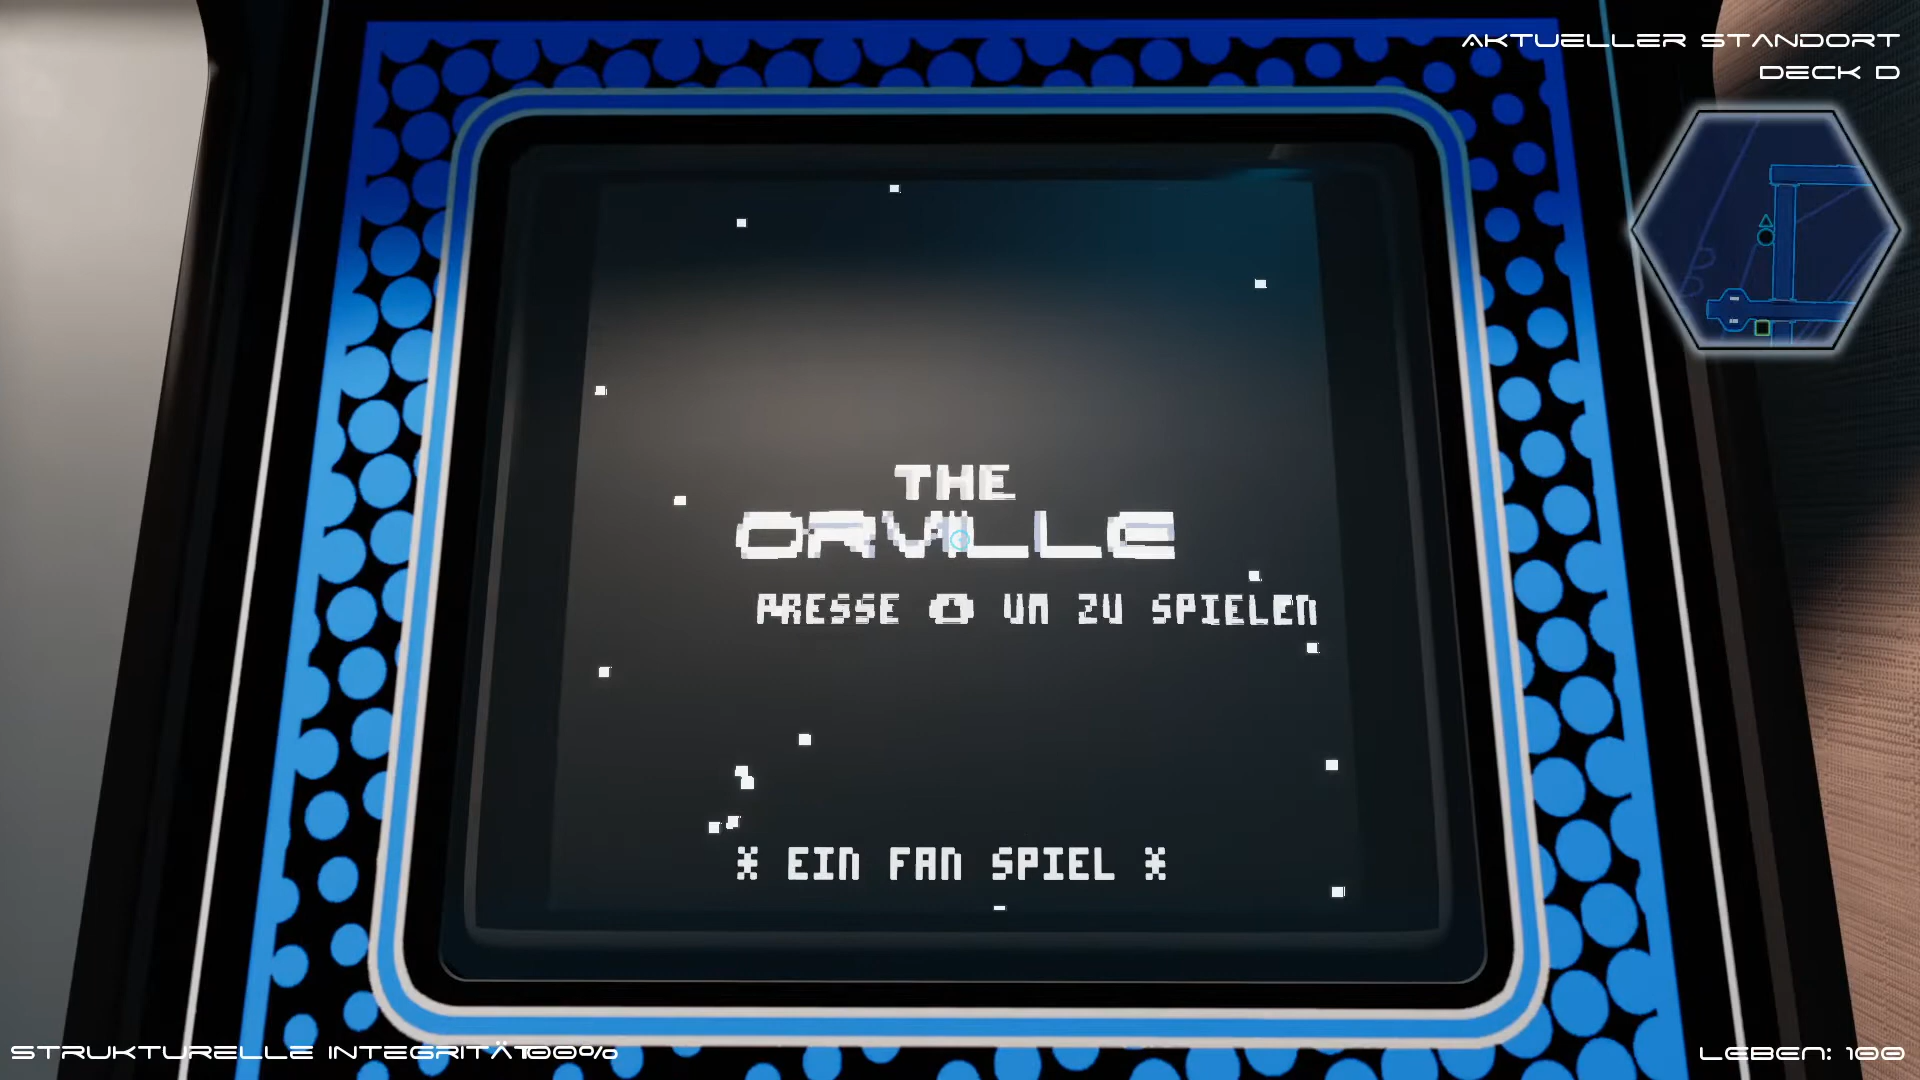 AKTUELLER STANDORT
DECK D
THE
ORVILLE
PRESSE UM ZU SPIELEN
* EIN FAN SPIEL *
STRUKTURELLE INTEGRITÄT 100%
LEBEN: 100